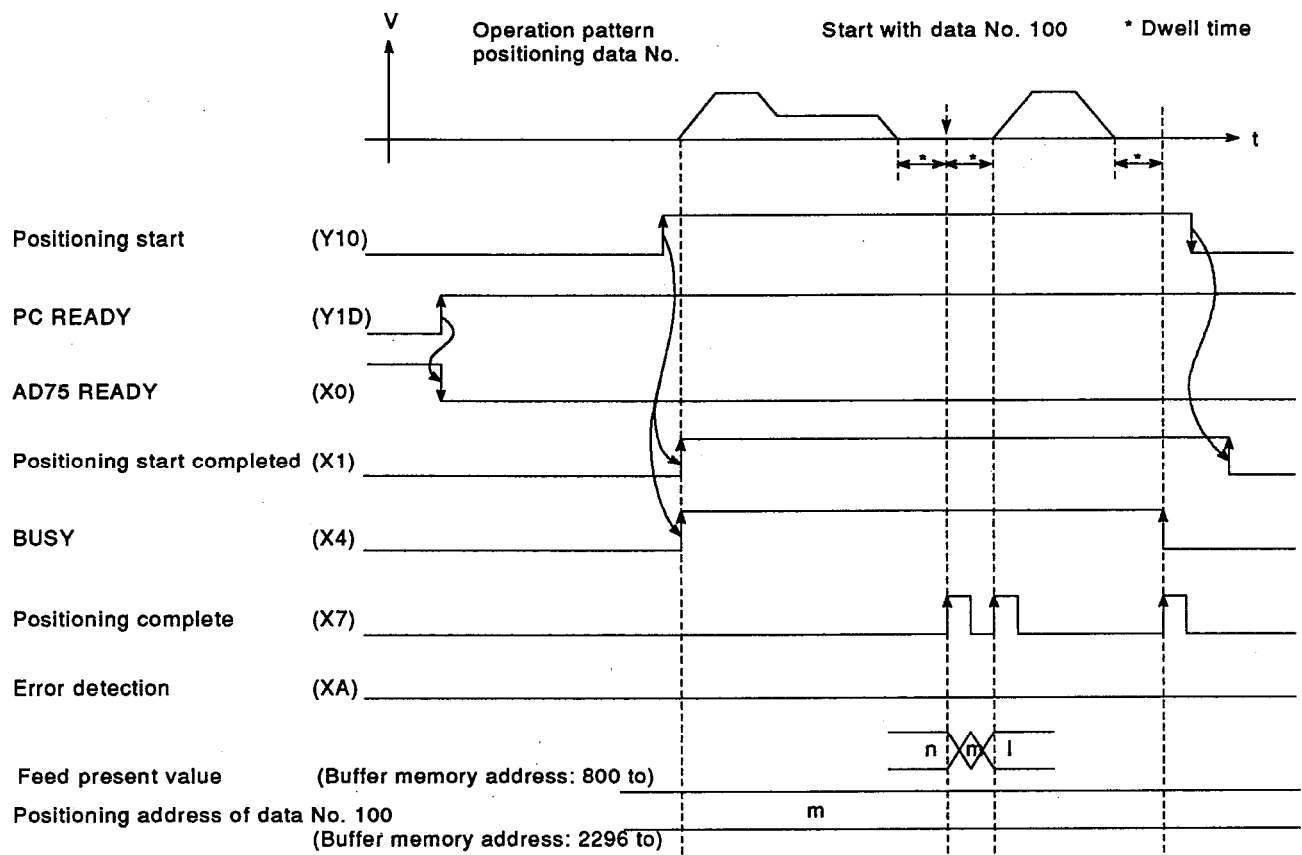 V
Operation pattern
positioning data No.
Start with data No. 100
* Dwell time
t
* * *
Positioning start (Y10)
PC READY (Y1D)
AD75 READY (X0)
Positioning start completed (X1)
BUSY (X4)
Positioning complete (X7)
Error detection (XA)
n m l
Feed present value (Buffer memory address: 800 to)
Positioning address of data No. 100
m
(Buffer memory address: 2296 to)